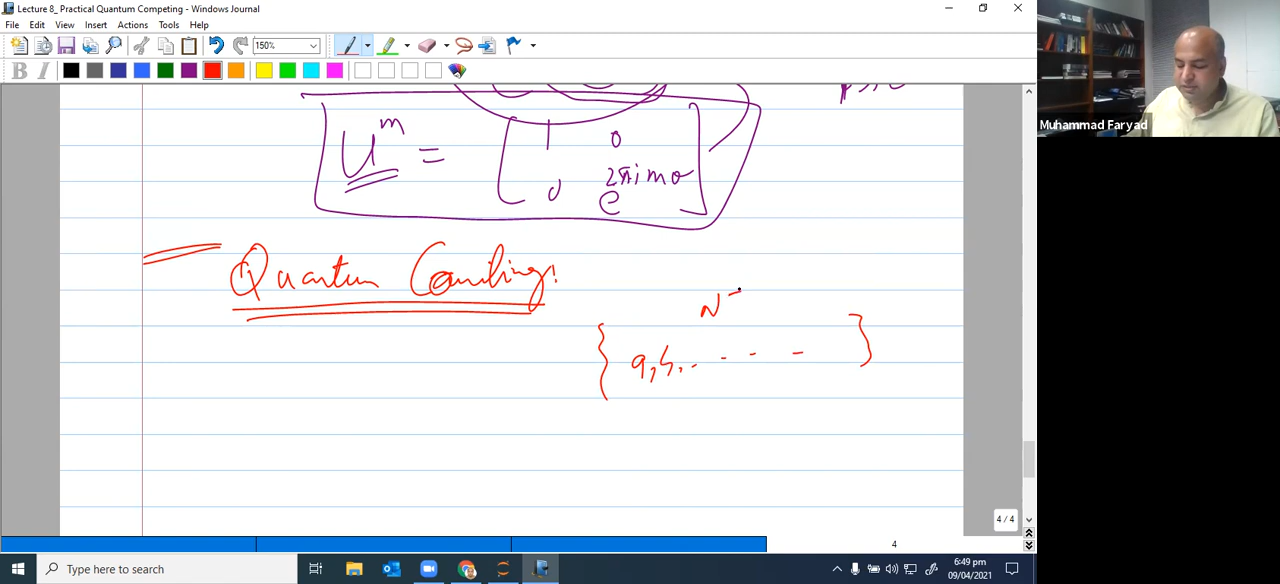 Lecture 8_ Practical Quantum Competing - Windows Journal
File Edit View Insert Actions Tools Help
150%
B I
Muhammad Faryad
U^m = [ 1 0
0 e^{2πimθ} ]
Quantum Counting:
N
{ a, b, . . - - }
4 / 4
4
Type here to search
6:49 pm
09/04/2021